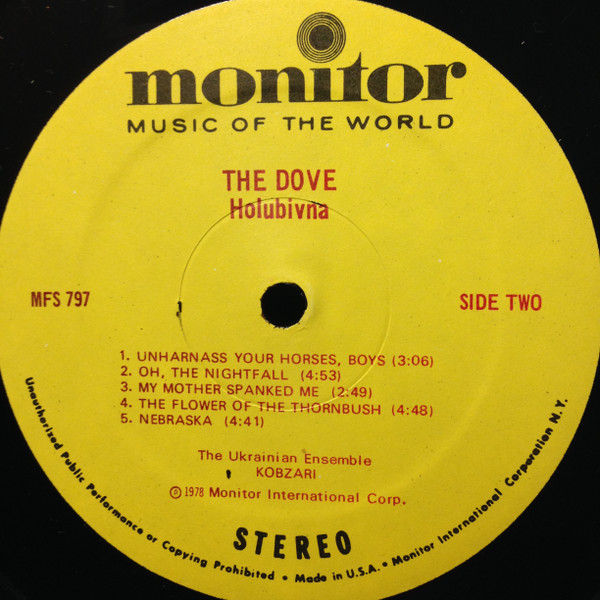 monitor
MUSIC OF THE WORLD
THE DOVE
Holubivna
MFS 797
SIDE TWO
1. UNHARNASS YOUR HORSES, BOYS (3:06)
2. OH, THE NIGHTFALL (4:53)
3. MY MOTHER SPANKED ME (2:49)
4. THE FLOWER OF THE THORNBUSH (4:48)
5. NEBRASKA (4:41)
The Ukrainian Ensemble
KOBZARI
℗ 1978 Monitor International Corp.
STEREO
Unauthorized Public Performance or Copying Prohibited • Made in U.S.A. • Monitor International Corporation N.Y.